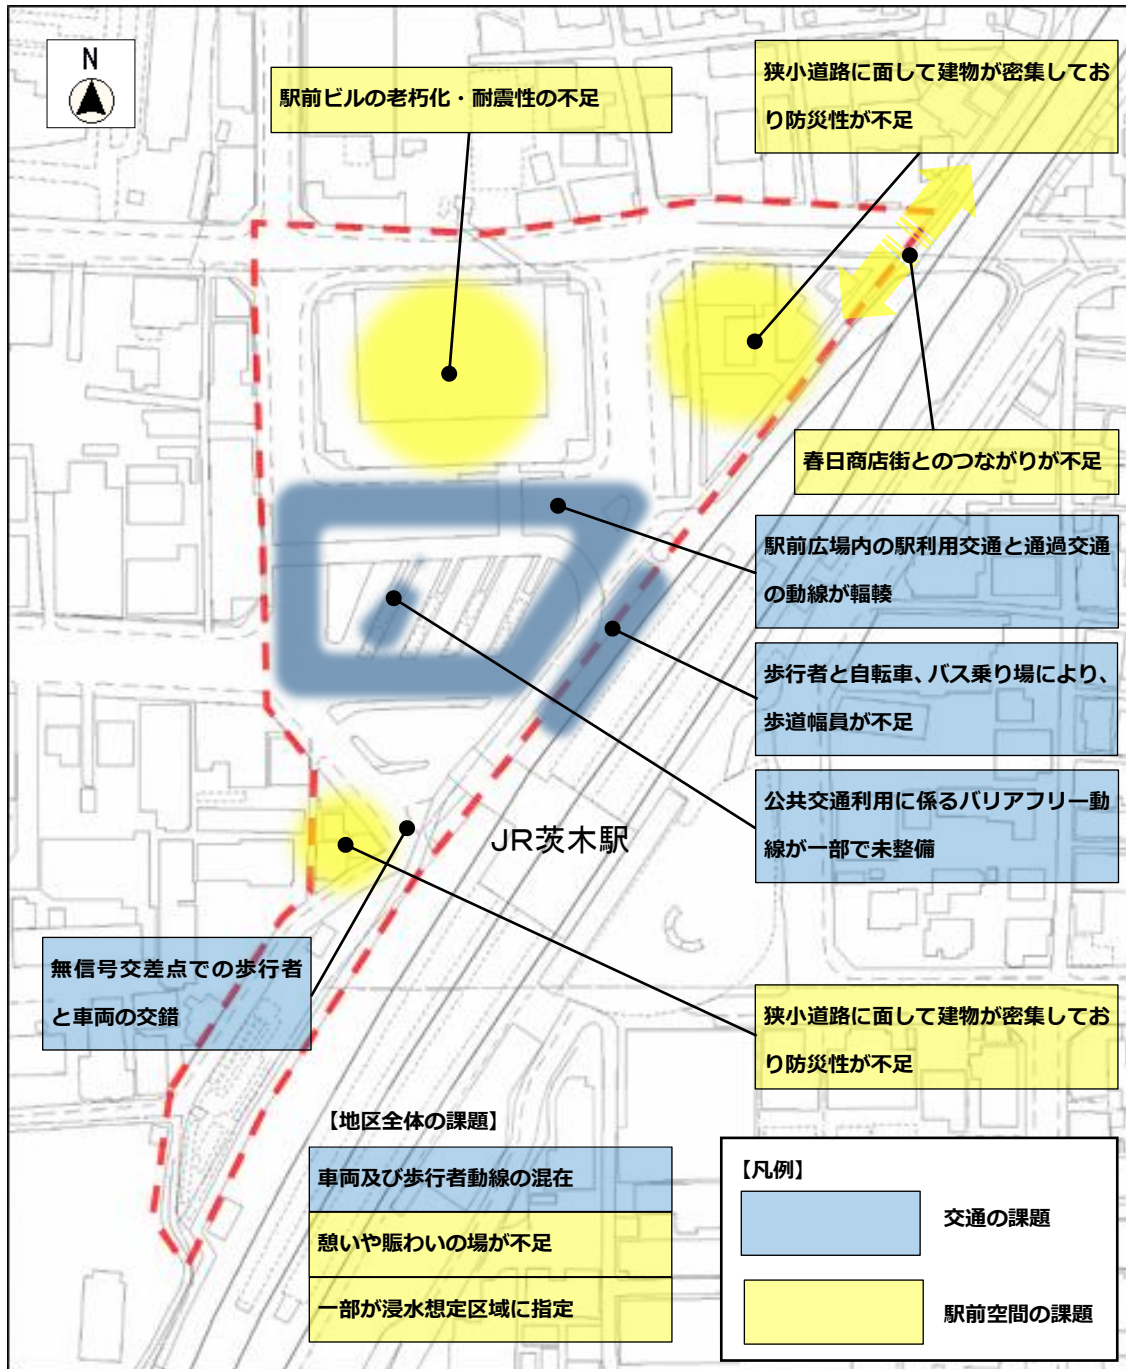 N
駅前ビルの老朽化・耐震性の不足
狭小道路に面して建物が密集してお
り防災性が不足
春日商店街とのつながりが不足
駅前広場内の駅利用交通と通過交通
の動線が輻輳
歩行者と自転車、バス乗り場により、
歩道幅員が不足
公共交通利用に係るバリアフリー動
線が一部で未整備
JR茨木駅
無信号交差点での歩行者
と車両の交錯
狭小道路に面して建物が密集してお
り防災性が不足
【地区全体の課題】
車両及び歩行者動線の混在
憩いや賑わいの場が不足
一部が浸水想定区域に指定
【凡例】
交通の課題
駅前空間の課題